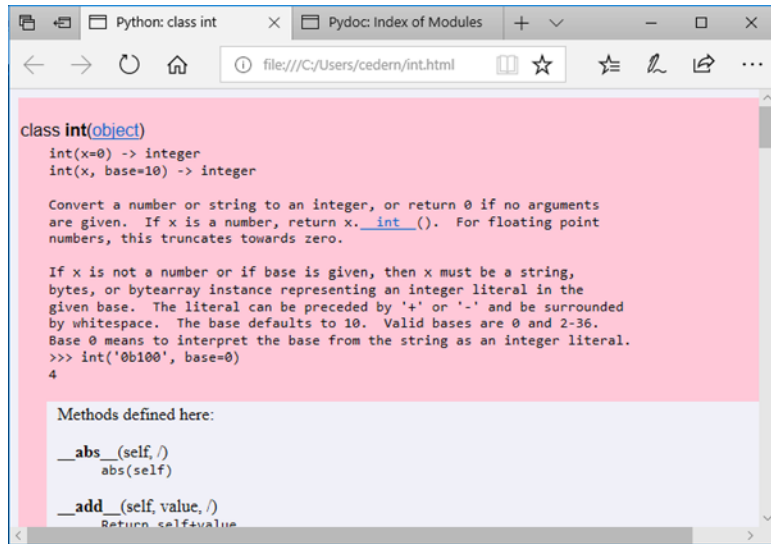 Python: class int
Pydoc: Index of Modules
file:///C:/Users/cedern/int.html
class int(object)
int(x=0) -> integer
int(x, base=10) -> integer
Convert a number or string to an integer, or return 0 if no arguments
are given.  If x is a number, return x.__int__().  For floating point
numbers, this truncates towards zero.
If x is not a number or if base is given, then x must be a string,
bytes, or bytearray instance representing an integer literal in the
given base.  The literal can be preceded by '+' or '-' and be surrounded
by whitespace.  The base defaults to 10.  Valid bases are 0 and 2-36.
Base 0 means to interpret the base from the string as an integer literal.
>>> int('0b100', base=0)
4
Methods defined here:
__abs__(self, /)
abs(self)
__add__(self, value, /)
Return self+value